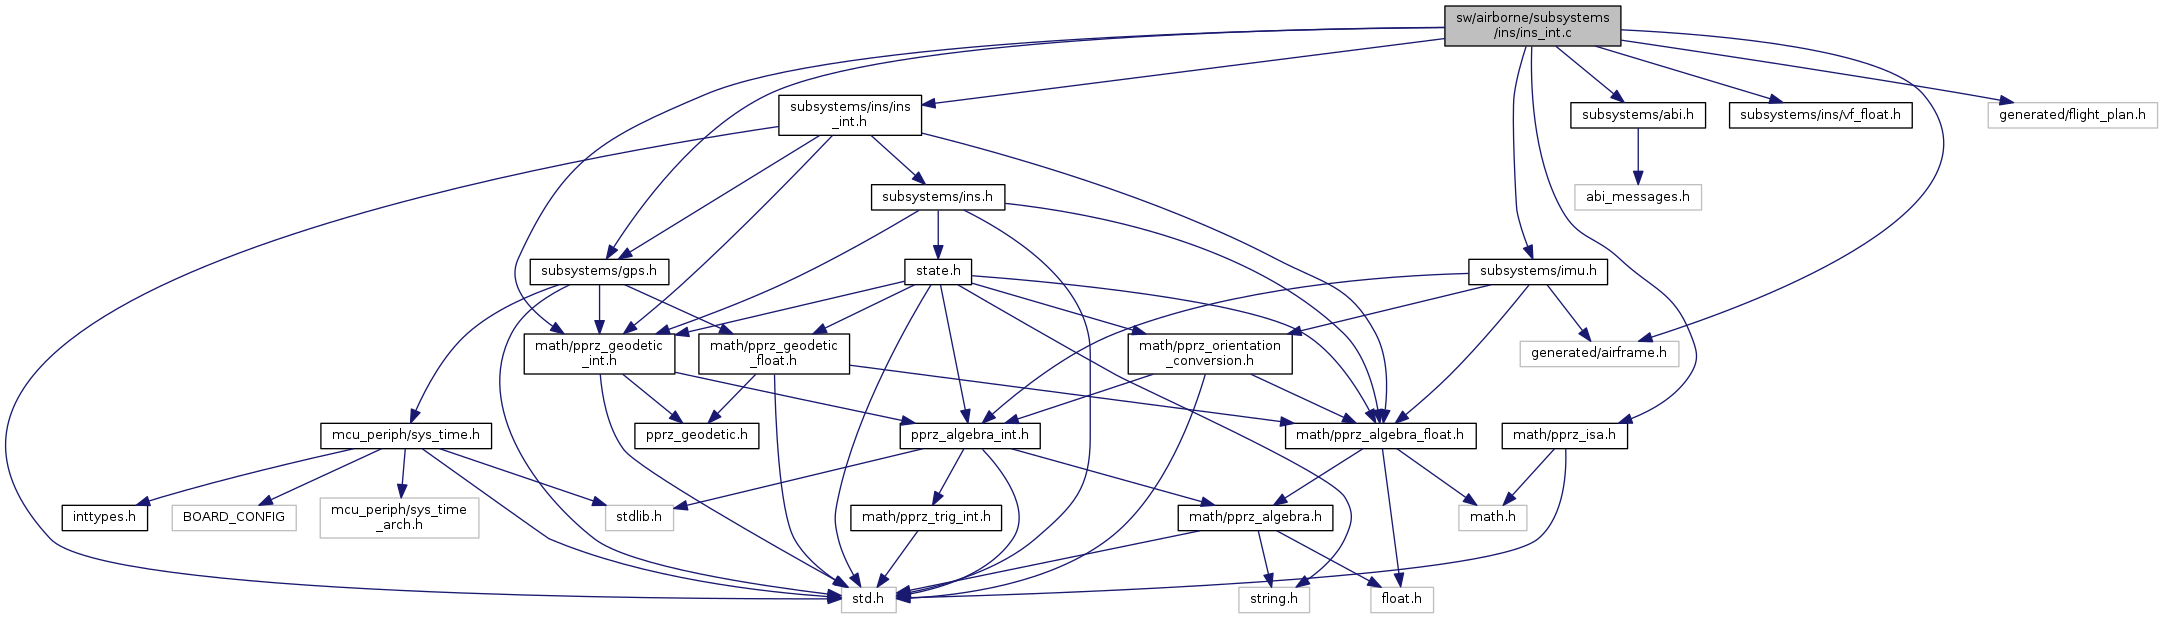 sw/airborne/subsystems
/ins/ins_int.c
subsystems/ins/ins
_int.h
subsystems/abi.h
subsystems/ins/vf_float.h
generated/flight_plan.h
subsystems/ins.h
abi_messages.h
subsystems/gps.h
state.h
subsystems/imu.h
math/pprz_geodetic
_int.h
math/pprz_geodetic
_float.h
math/pprz_orientation
_conversion.h
generated/airframe.h
mcu_periph/sys_time.h
pprz_geodetic.h
pprz_algebra_int.h
math/pprz_algebra_float.h
math/pprz_isa.h
inttypes.h
BOARD_CONFIG
mcu_periph/sys_time
_arch.h
stdlib.h
math/pprz_trig_int.h
math/pprz_algebra.h
math.h
std.h
string.h
float.h